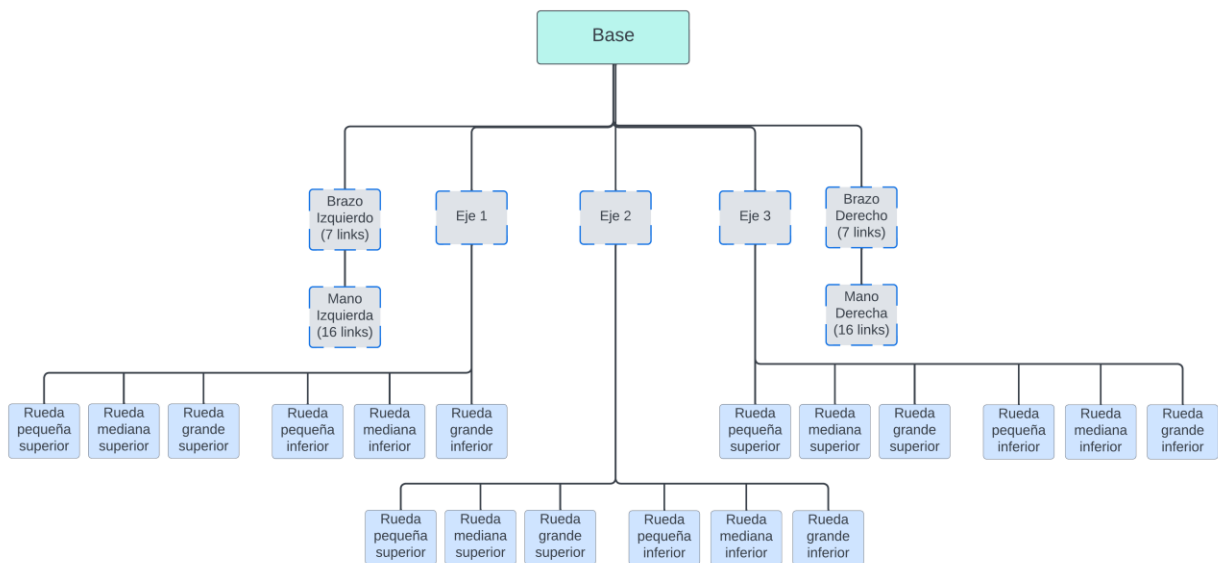 Base
Brazo
Izquierdo
(7 links)
Eje 1
Eje 2
Eje 3
Brazo
Derecho
(7 links)
Mano
Izquierda
(16 links)
Mano
Derecha
(16 links)
Rueda
pequeña
superior
Rueda
mediana
superior
Rueda
grande
superior
Rueda
pequeña
inferior
Rueda
mediana
inferior
Rueda
grande
inferior
Rueda
pequeña
superior
Rueda
mediana
superior
Rueda
grande
superior
Rueda
pequeña
inferior
Rueda
mediana
inferior
Rueda
grande
inferior
Rueda
pequeña
superior
Rueda
mediana
superior
Rueda
grande
superior
Rueda
pequeña
inferior
Rueda
mediana
inferior
Rueda
grande
inferior